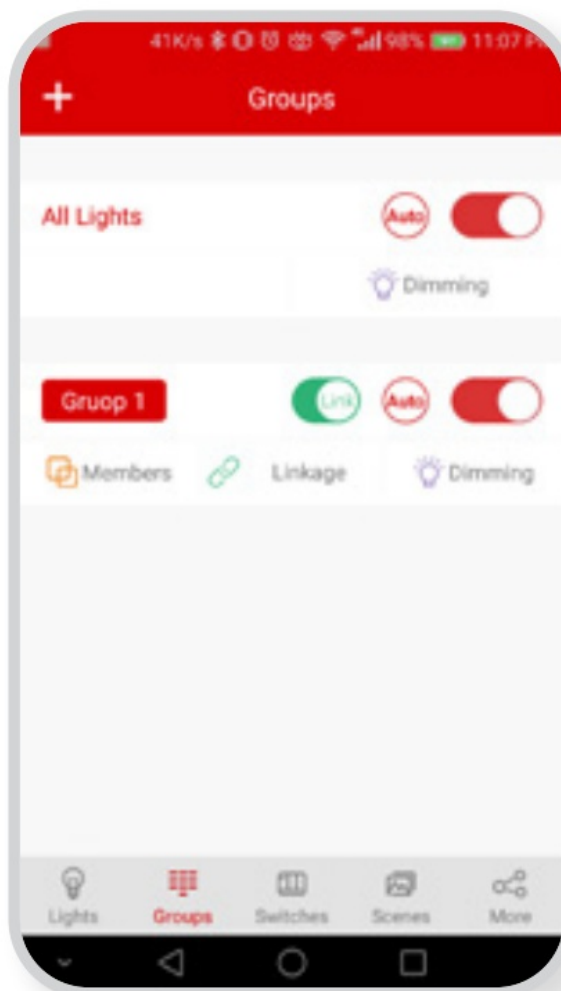 41K/s 98% 11:07 P
Groups
All Lights Auto
Dimming
Gruop 1 Link Auto
Members Linkage Dimming
Lights Groups Switches Scenes More